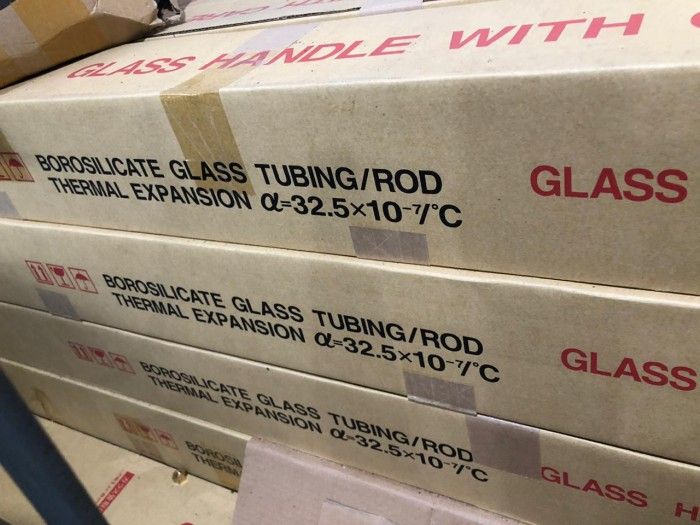 GLASS HANDLE WITH
BOROSILICATE GLASS TUBING/ROD
THERMAL EXPANSION α=32.5×10⁻⁷/°C
GLASS
BOROSILICATE GLASS TUBING/ROD
THERMAL EXPANSION α=32.5×10⁻⁷/°C
GLASS
BOROSILICATE GLASS TUBING/ROD
THERMAL EXPANSION α=32.5×10⁻⁷/°C
GLASS H